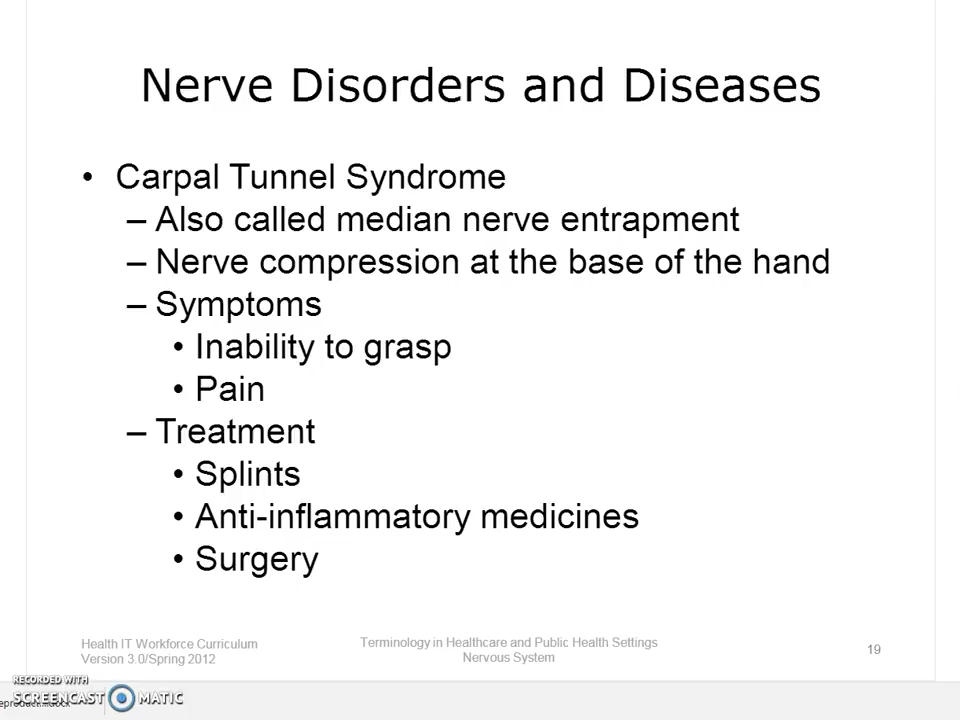 Nerve Disorders and Diseases
• Carpal Tunnel Syndrome
– Also called median nerve entrapment
– Nerve compression at the base of the hand
– Symptoms
• Inability to grasp
• Pain
– Treatment
• Splints
• Anti-inflammatory medicines
• Surgery
Health IT Workforce Curriculum
Version 3.0/Spring 2012
Terminology in Healthcare and Public Health Settings
Nervous System
19
RECORDED WITH
SCREENCAST MATIC